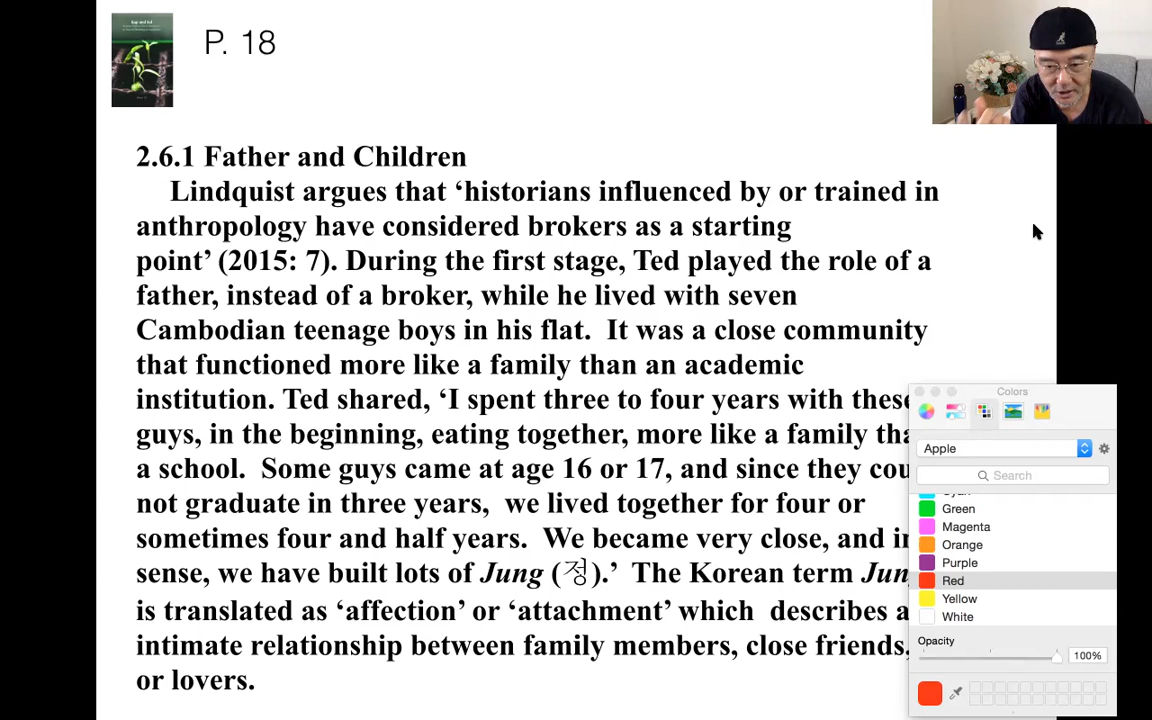 P. 18
2.6.1 Father and Children
Lindquist argues that ‘historians influenced by or trained in
anthropology have considered brokers as a starting
point’ (2015: 7). During the first stage, Ted played the role of a
father, instead of a broker, while he lived with seven
Cambodian teenage boys in his flat.  It was a close community
that functioned more like a family than an academic
institution. Ted shared, ‘I spent three to four years with these
guys, in the beginning, eating together, more like a family
a school.  Some guys came at age 16 or 17, and since they
not graduate in three years,  we lived together for four or
sometimes four and half years.  We became very close, and
sense, we have built lots of Jung (정).’  The Korean term
is translated as ‘affection’ or ‘attachment’ which  describes
intimate relationship between family members, close friends,
or lovers.
Colors
Apple
Search
Green
Magenta
Orange
Purple
Red
Yellow
White
Opacity
100%